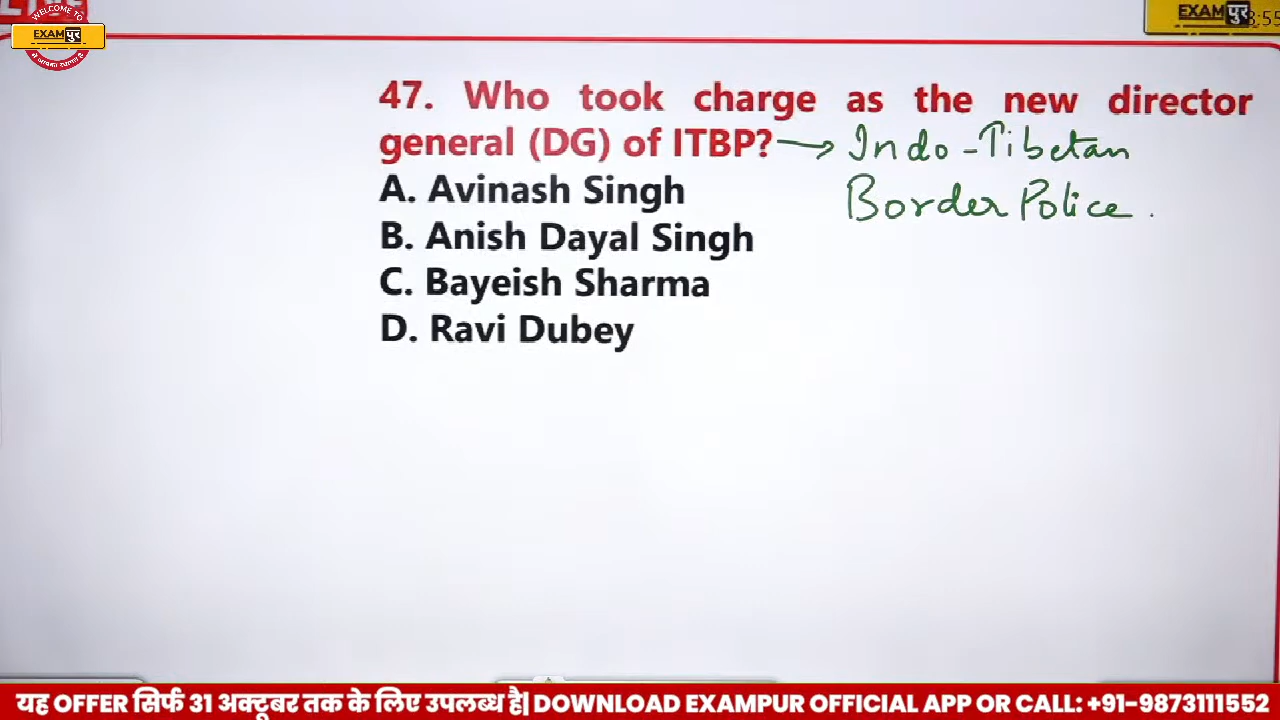 WELCOME TO
EXAMपुर
EXAMपुर
47. Who took charge as the new director
general (DG) of ITBP? → Indo-Tibetan
Border Police.
A. Avinash Singh
B. Anish Dayal Singh
C. Bayeish Sharma
D. Ravi Dubey
यह OFFER सिर्फ 31 अक्टूबर तक के लिए उपलब्ध है| DOWNLOAD EXAMPUR OFFICIAL APP OR CALL: +91-9873111552